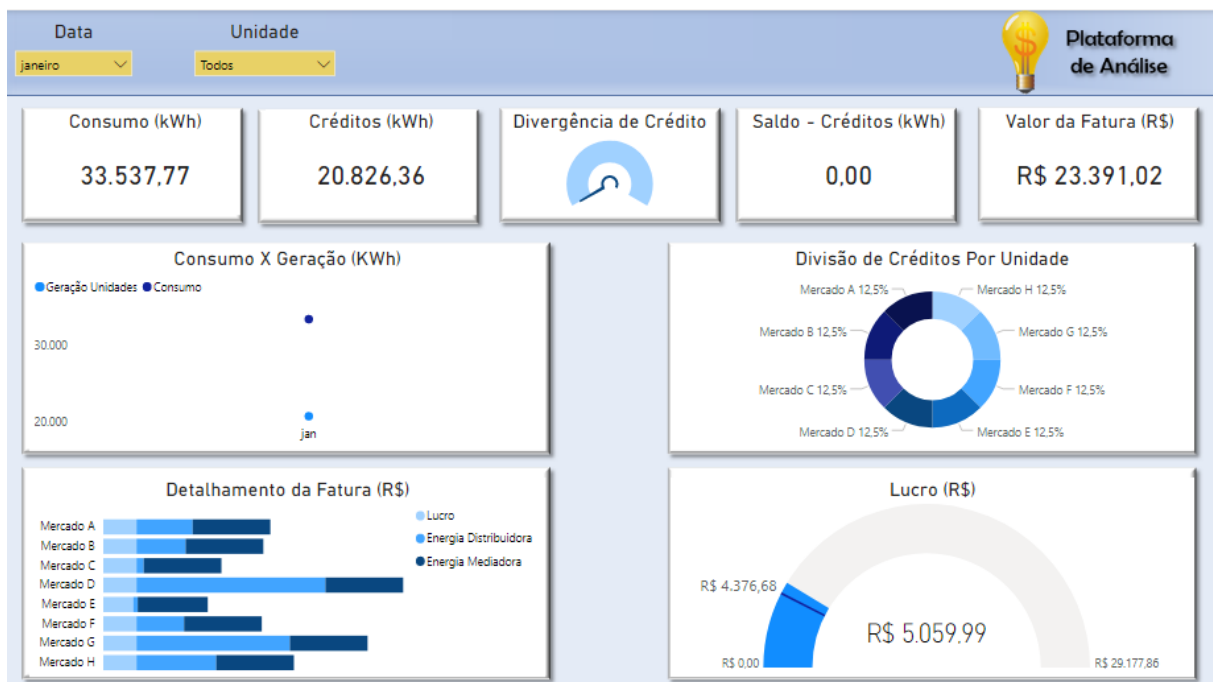 Data
Unidade
janeiro
Todos
Plataforma
de Análise
Consumo (kWh)
33.537,77
Créditos (kWh)
20.826,36
Divergência de Crédito
Saldo - Créditos (kWh)
0,00
Valor da Fatura (R$)
R$ 23.391,02
Consumo X Geração (KWh)
Geração Unidades
Consumo
30.000
20.000
jan
Divisão de Créditos Por Unidade
Mercado A 12,5%
Mercado H 12,5%
Mercado B 12,5%
Mercado G 12,5%
Mercado C 12,5%
Mercado F 12,5%
Mercado D 12,5%
Mercado E 12,5%
Detalhamento da Fatura (R$)
Mercado A
Mercado B
Mercado C
Mercado D
Mercado E
Mercado F
Mercado G
Mercado H
Lucro
Energia Distribuidora
Energia Mediadora
Lucro (R$)
R$ 4.376,68
R$ 5.059,99
R$ 0,00
R$ 29.177,86